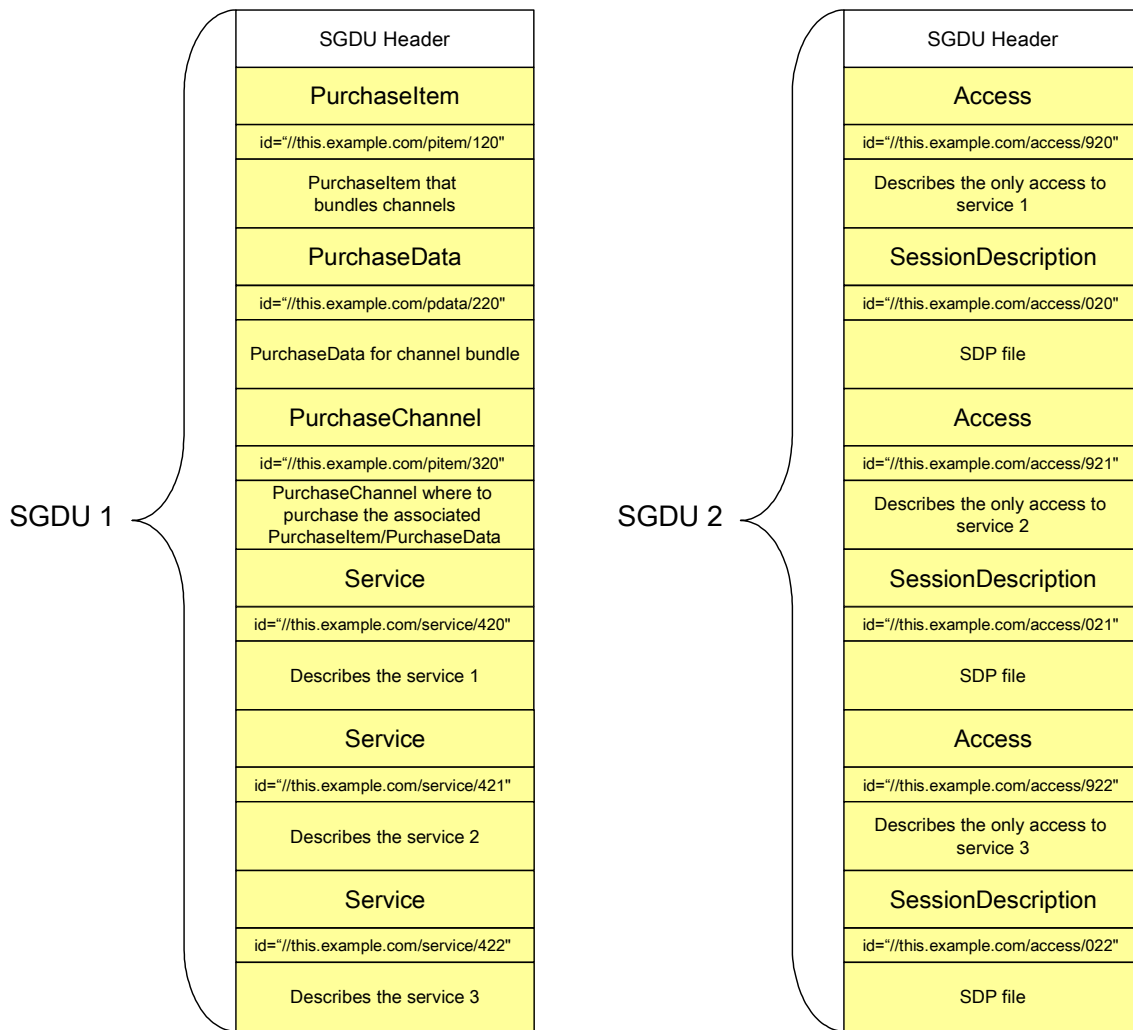 SGDU 1
SGDU Header
PurchaseItem
id=“//this.example.com/pitem/120"
PurchaseItem that
bundles channels
PurchaseData
id=“//this.example.com/pdata/220"
PurchaseData for channel bundle
PurchaseChannel
id=“//this.example.com/pitem/320"
PurchaseChannel where to
purchase the associated
PurchaseItem/PurchaseData
Service
id=“//this.example.com/service/420"
Describes the service 1
Service
id=“//this.example.com/service/421"
Describes the service 2
Service
id=“//this.example.com/service/422"
Describes the service 3
SGDU 2
SGDU Header
Access
id=“//this.example.com/access/920"
Describes the only access to
service 1
SessionDescription
id=“//this.example.com/access/020"
SDP file
Access
id=“//this.example.com/access/921"
Describes the only access to
service 2
SessionDescription
id=“//this.example.com/access/021"
SDP file
Access
id=“//this.example.com/access/922"
Describes the only access to
service 3
SessionDescription
id=“//this.example.com/access/022"
SDP file